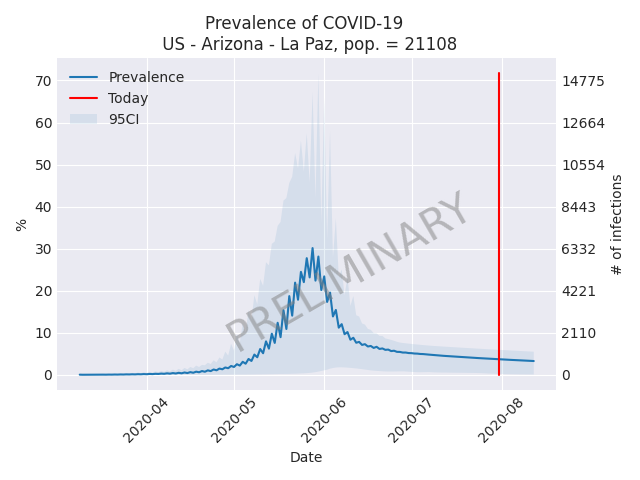 Prevalence of COVID-19
US - Arizona - La Paz, pop. = 21108
Prevalence
Today
95CI
70
60
50
40
30
20
10
0
%
14775
12664
10554
8443
6332
4221
2110
0
# of infections
PRELIMINARY
2020-04
2020-05
2020-06
2020-07
2020-08
Date